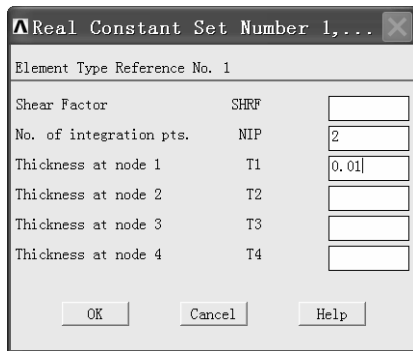 Real Constant Set Number 1,...
Element Type Reference No. 1
Shear Factor SHRF
No. of integration pts. NIP 2
Thickness at node 1 T1 0.01
Thickness at node 2 T2
Thickness at node 3 T3
Thickness at node 4 T4
OK Cancel Help